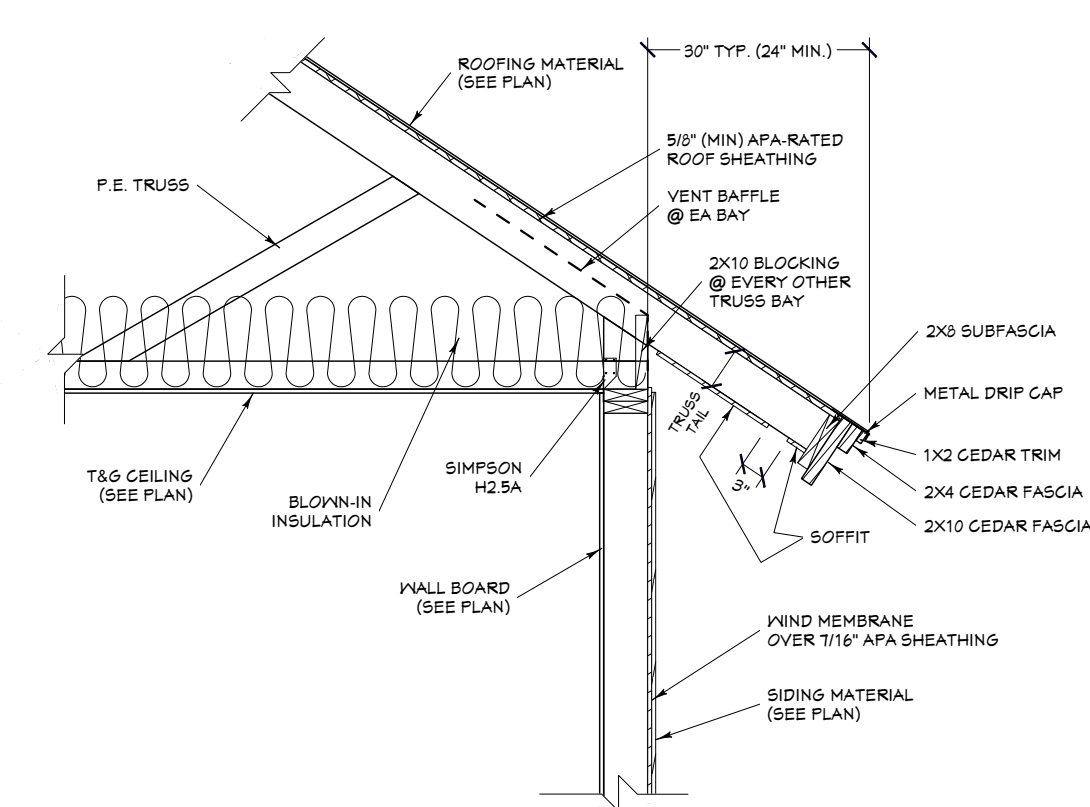 30" TYP. (24" MIN.)
ROOFING MATERIAL
(SEE PLAN)
5/8" (MIN) APA-RATED
ROOF SHEATHING
P.E. TRUSS
VENT BAFFLE
@ EA BAY
2X10 BLOCKING
@ EVERY OTHER
TRUSS BAY
2X8 SUBFASCIA
METAL DRIP CAP
TRUSS
TAIL
1X2 CEDAR TRIM
T&G CEILING
(SEE PLAN)
SIMPSON
H2.5A
3"
2X4 CEDAR FASCIA
BLOWN-IN
INSULATION
2X10 CEDAR FASCIA
SOFFIT
WALL BOARD
(SEE PLAN)
WIND MEMBRANE
OVER 7/16" APA SHEATHING
SIDING MATERIAL
(SEE PLAN)